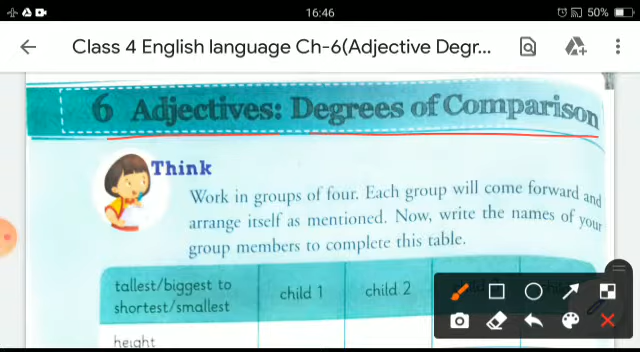 16:46
50%
Class 4 English language Ch-6(Adjective Degr...
6 Adjectives: Degrees of Comparison
Think
Work in groups of four. Each group will come forward and
arrange itself as mentioned. Now, write the names of your
group members to complete this table.
tallest/biggest to
shortest/smallest
child 1
child 2
height